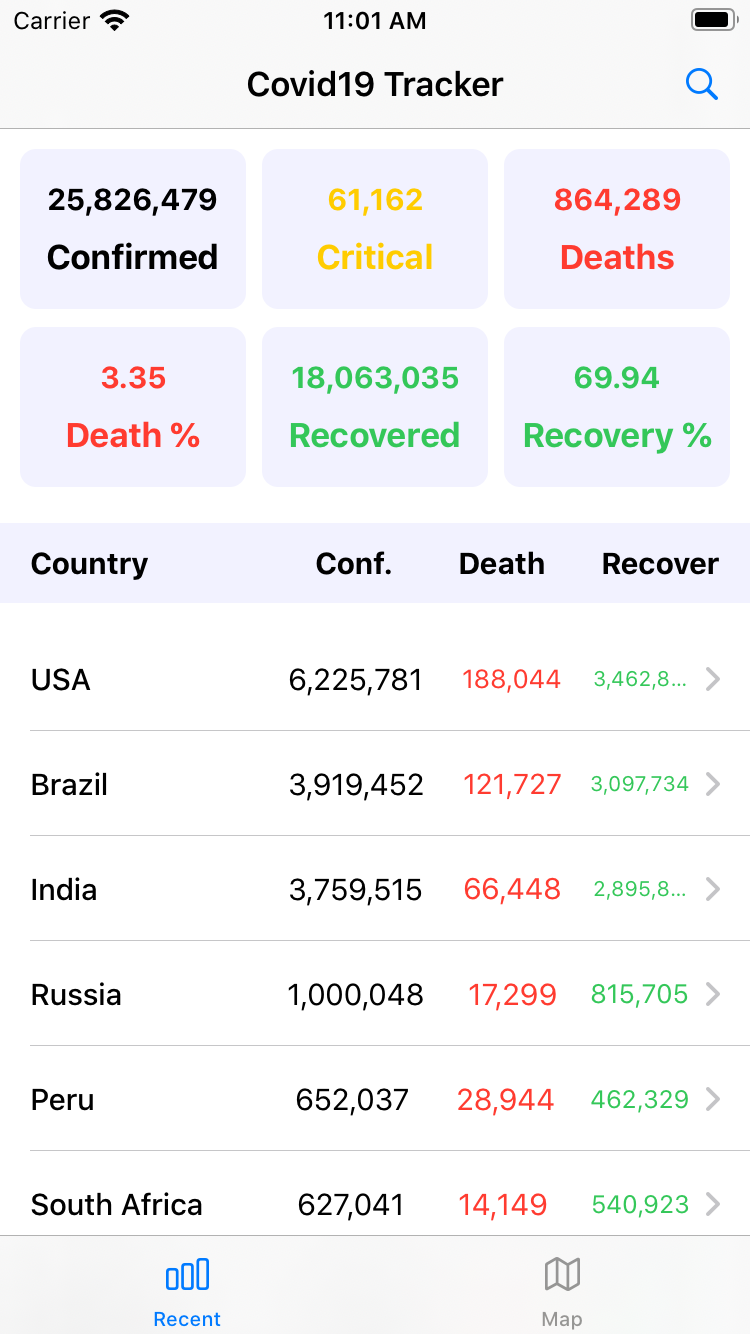 Carrier 11:01 AM
Covid19 Tracker
25,826,479 61,162 864,289
Confirmed Critical Deaths
3.35 18,063,035 69.94
Death % Recovered Recovery %
Country Conf. Death Recover
USA 6,225,781 188,044 3,462,8...
Brazil 3,919,452 121,727 3,097,734
India 3,759,515 66,448 2,895,8...
Russia 1,000,048 17,299 815,705
Peru 652,037 28,944 462,329
South Africa 627,041 14,149 540,923
Recent Map